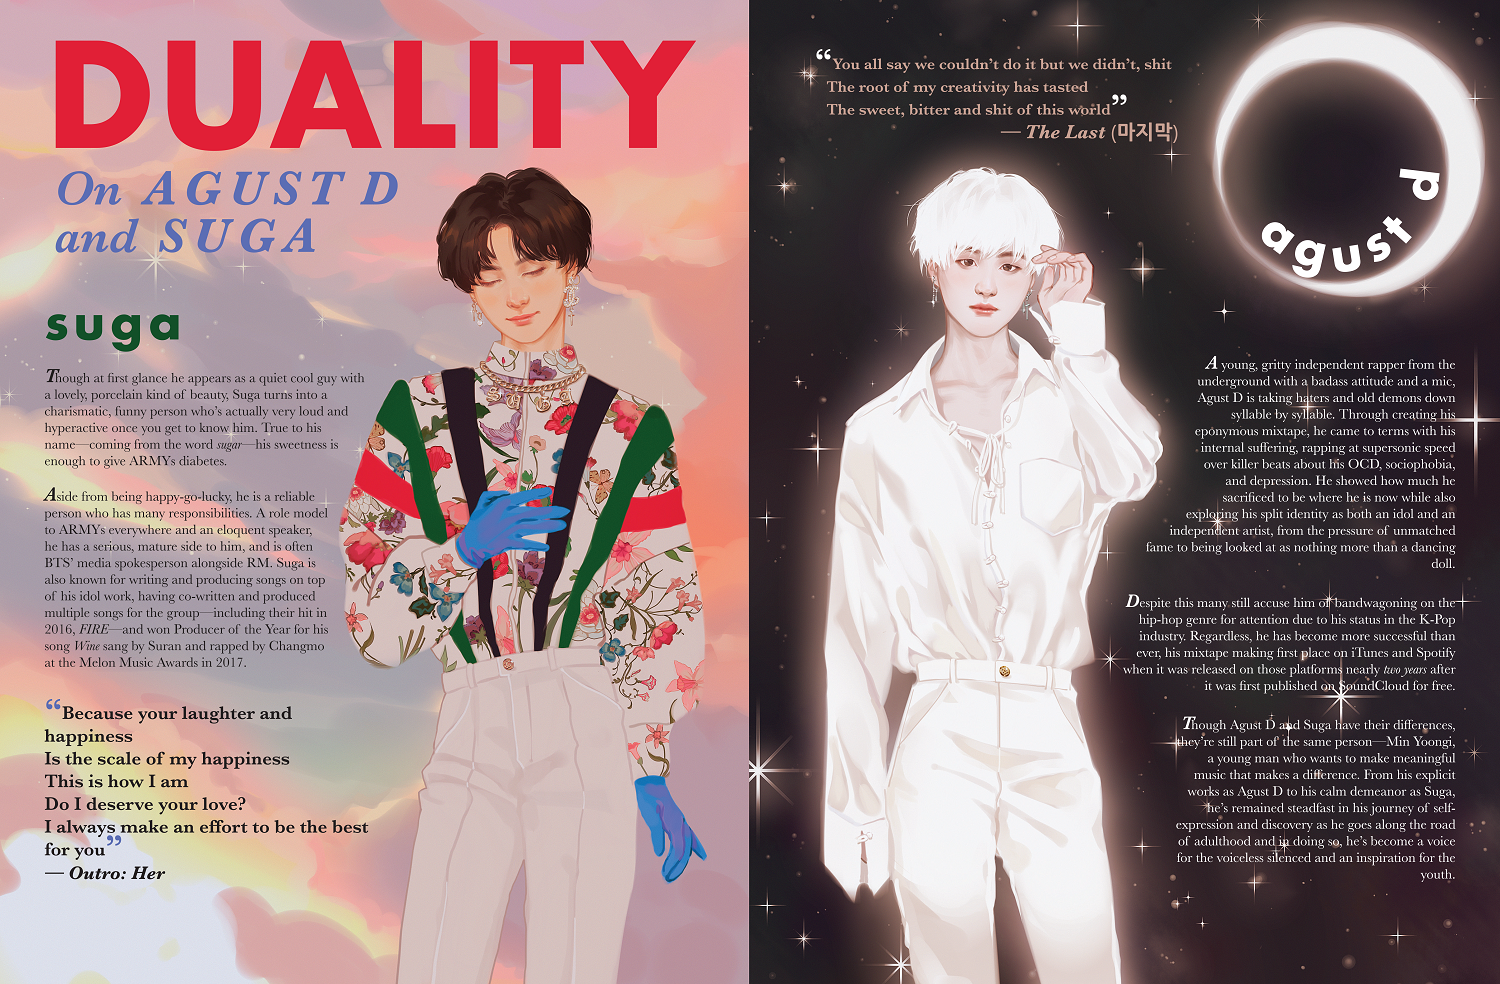 DUALITY
On AGUST D
and SUGA
suga
Though at first glance he appears as a quiet cool guy with
a lovely, porcelain kind of beauty, Suga turns into a
charismatic, funny person who's actually very loud and
hyperactive once you get to know him. True to his
name—coming from the word sugar—his sweetness is
enough to give ARMYs diabetes.
Aside from being happy-go-lucky, he is a reliable
person who has many responsibilities. A role model
to ARMYs everywhere and an eloquent speaker,
he has a serious, mature side to him, and is often
BTS' media spokesperson alongside RM. Suga is
also known for writing and producing songs on top
of his idol work, having co-written and produced
multiple songs for the group—including their hit in
2016, FIRE—and won Producer of the Year for his
song Wine sang by Suran and rapped by Changmo
at the Melon Music Awards in 2017.
“Because your laughter and
happiness
Is the scale of my happiness
This is how I am
Do I deserve your love?
I always make an effort to be the best
for you”
— Outro: Her
“You all say we couldn't do it but we didn't, shit
The root of my creativity has tasted
The sweet, bitter and shit of this world”
— The Last (마지막)
agust d
A young, gritty independent rapper from the
underground with a badass attitude and a mic,
Agust D is taking haters and old demons down
syllable by syllable. Through creating his
eponymous mixtape, he came to terms with his
internal suffering, rapping at supersonic speed
over killer beats about his OCD, sociophobia,
and depression. He showed how much he
sacrificed to be where he is now while also
exploring his split identity as both an idol and an
independent artist, from the pressure of unmatched
fame to being looked at as nothing more than a dancing
doll.
Despite this many still accuse him of bandwagoning on the
hip-hop genre for attention due to his status in the K-Pop
industry. Regardless, he has become more successful than
ever, his mixtape making first place on iTunes and Spotify
when it was released on those platforms nearly two years after
it was first published on SoundCloud for free.
Though Agust D and Suga have their differences,
they're still part of the same person—Min Yoongi,
a young man who wants to make meaningful
music that makes a difference. From his explicit
works as Agust D to his calm demeanor as Suga,
he's remained steadfast in his journey of self-
expression and discovery as he goes along the road
of adulthood and in doing so, he's become a voice
for the voiceless silenced and an inspiration for the
youth.